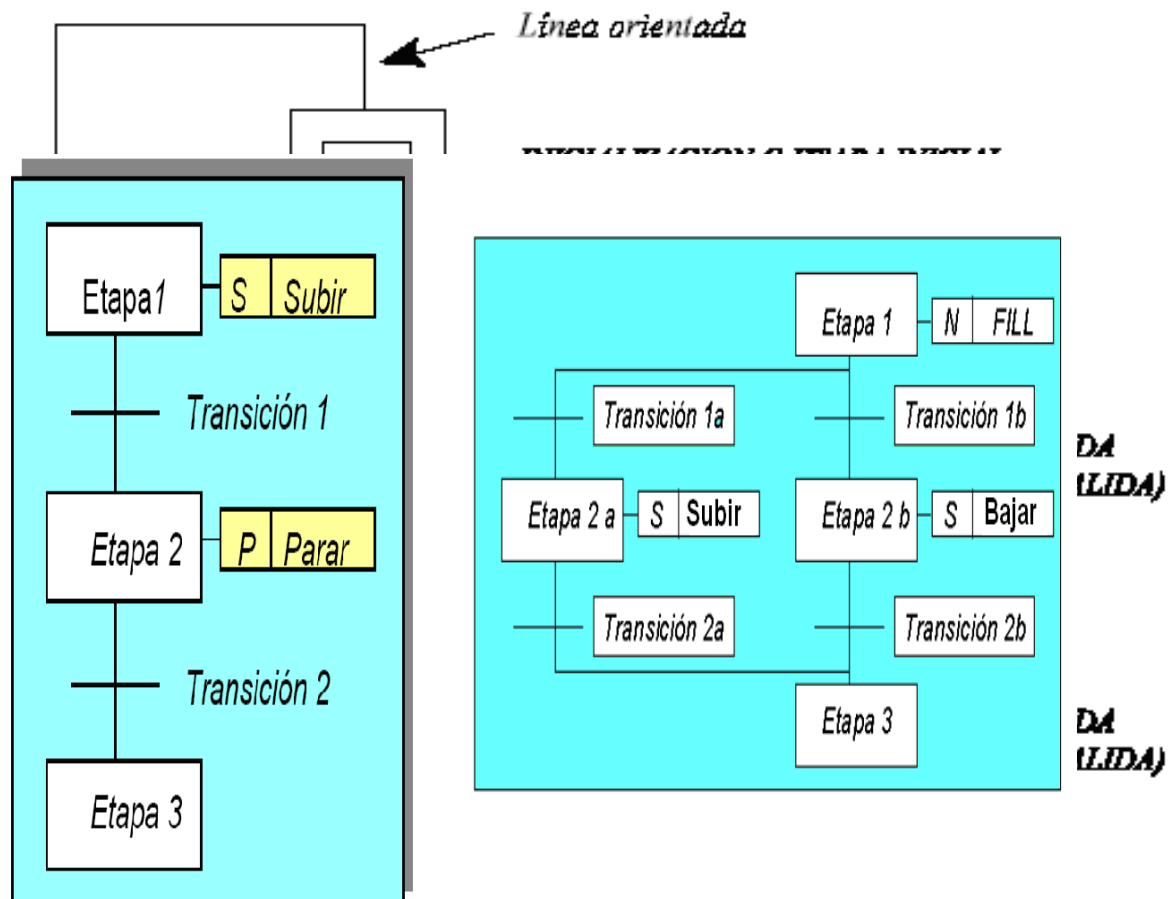 Línea orientada
Etapa1
S Subir
Transición 1
Etapa 2
P Parar
Transición 2
Etapa 3
Etapa 1
N FILL
Transición 1a
Transición 1b
Etapa 2 a
S Subir
Etapa 2 b
S Bajar
Transición 2a
Transición 2b
Etapa 3
DA
LIDA)
DA
LIDA)